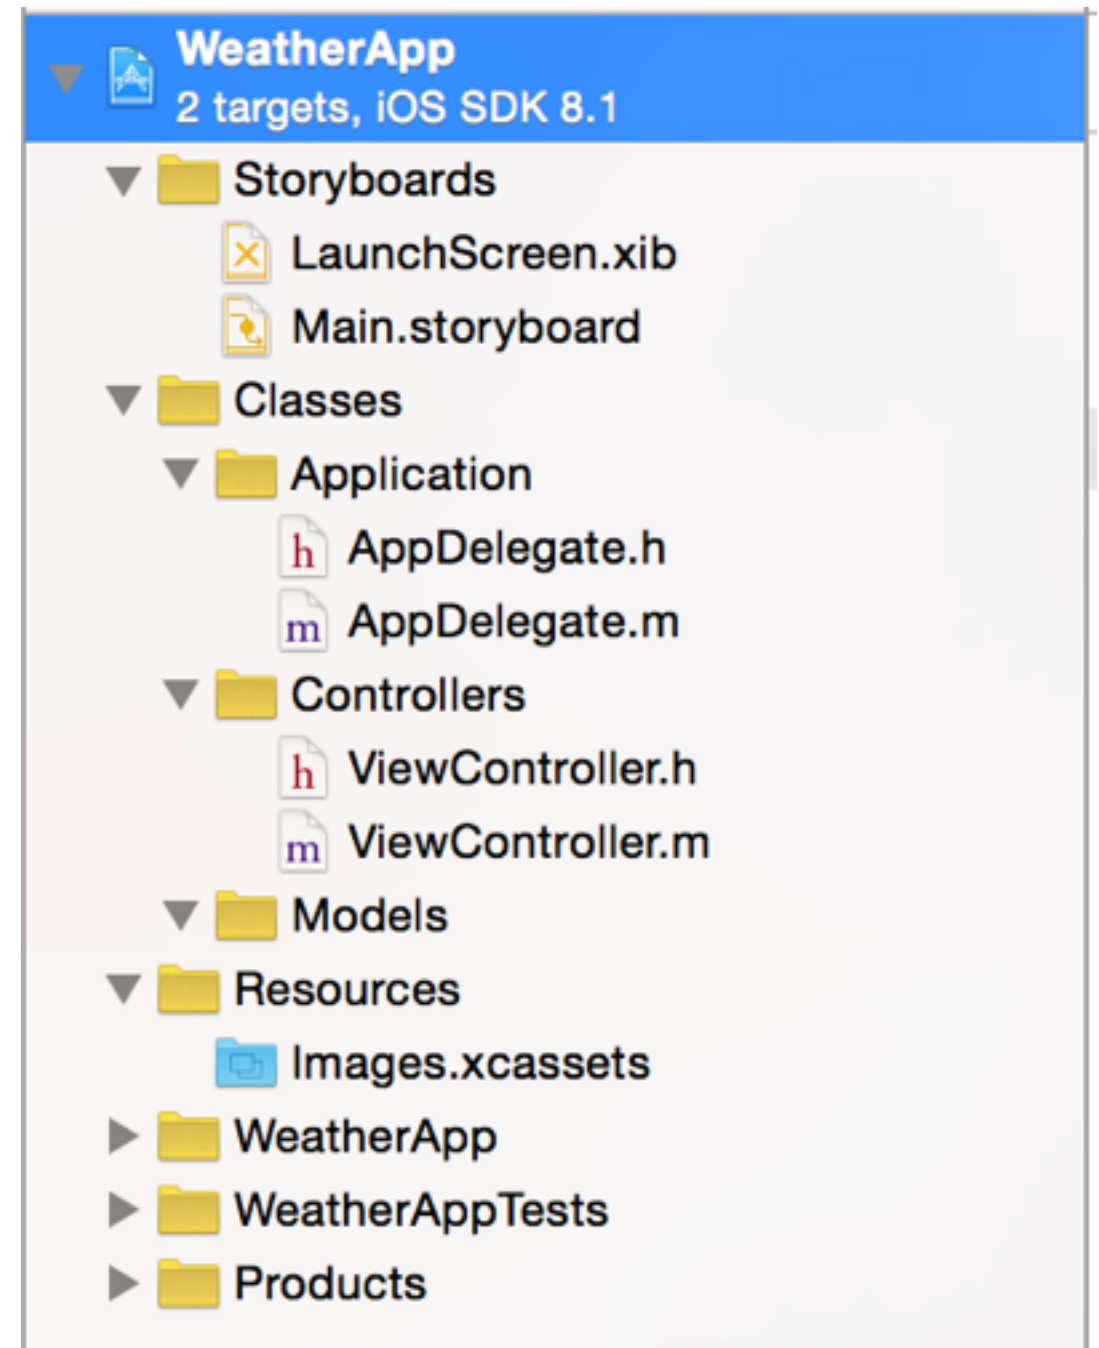 WeatherApp
2 targets, iOS SDK 8.1
Storyboards
LaunchScreen.xib
Main.storyboard
Classes
Application
h AppDelegate.h
m AppDelegate.m
Controllers
h ViewController.h
m ViewController.m
Models
Resources
Images.xcassets
WeatherApp
WeatherAppTests
Products